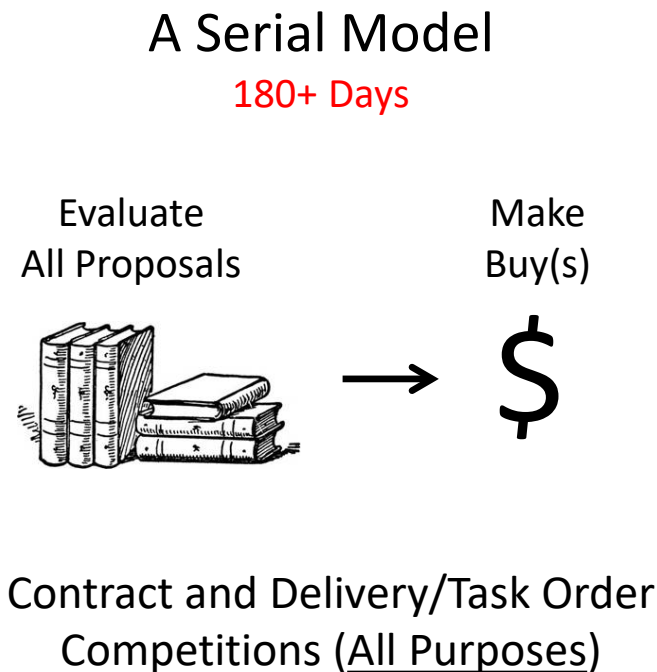 A Serial Model
180+ Days
Evaluate
All Proposals
Make
Buy(s)
$
Contract and Delivery/Task Order
Competitions (All Purposes)